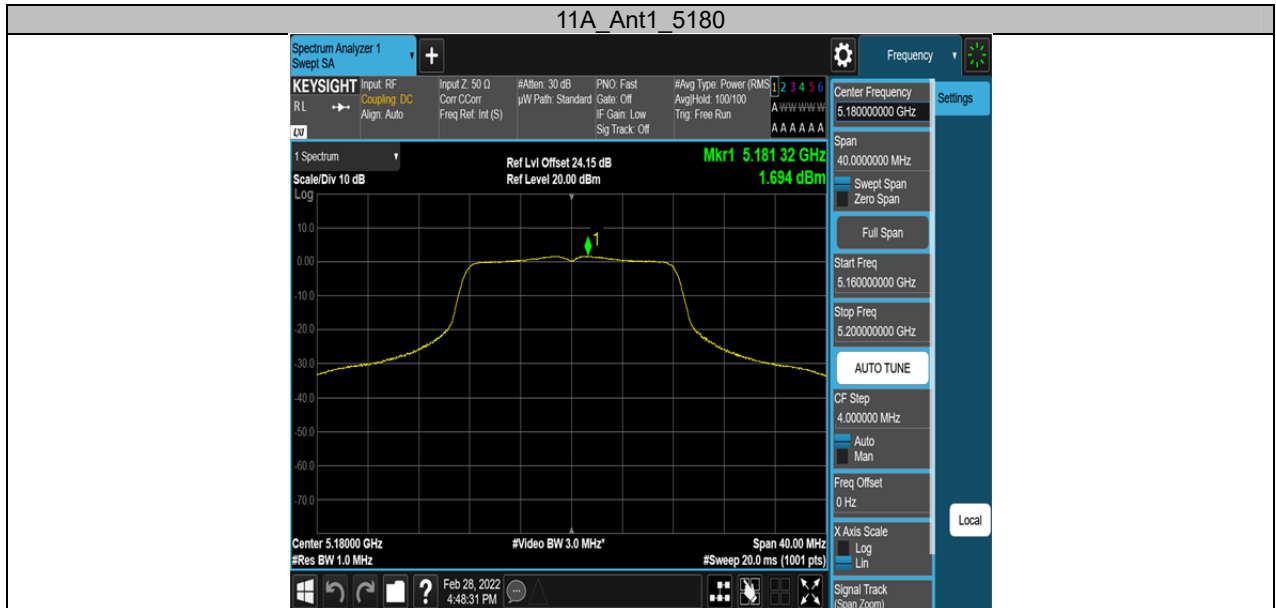 11A_Ant1_5180
Spectrum Analyzer 1
Swept SA
+
Frequency
KEYSIGHT
RL
LXI
Input: RF
Coupling: DC
Align: Auto
Input Z: 50 Ω
Corr CCorr
Freq Ref: Int (S)
#Atten: 30 dB
µW Path: Standard
PNO: Fast
Gate: Off
IF Gain: Low
Sig Track: Off
#Avg Type: Power (RMS
Avg|Hold: 100/100
Trig: Free Run
1 2 3 4 5 6
A W W W W W
A A A A A A
1 Spectrum
Scale/Div 10 dB
Ref Lvl Offset 24.15 dB
Ref Level 20.00 dBm
Mkr1 5.181 32 GHz
1.694 dBm
Log
10.0
0.00
-10.0
-20.0
-30.0
-40.0
-50.0
-60.0
-70.0
1
Center 5.18000 GHz
#Res BW 1.0 MHz
#Video BW 3.0 MHz*
Span 40.00 MHz
#Sweep 20.0 ms (1001 pts)
Center Frequency
5.180000000 GHz
Settings
Span
40.0000000 MHz
Swept Span
Zero Span
Full Span
Start Freq
5.160000000 GHz
Stop Freq
5.200000000 GHz
AUTO TUNE
CF Step
4.000000 MHz
Auto
Man
Freq Offset
0 Hz
X Axis Scale
Log
Lin
Local
Signal Track
(Span Zoom)
?
Feb 28, 2022
4:48:31 PM